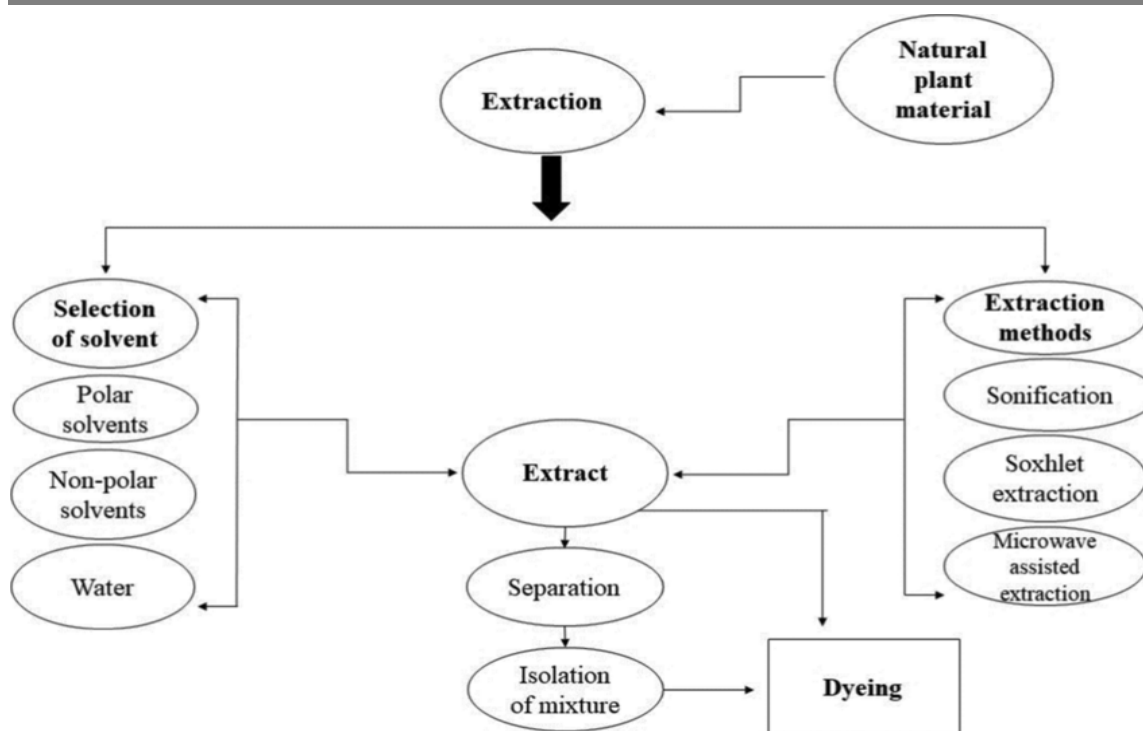 Natural
plant
material
Extraction
Selection
of solvent
Polar
solvents
Non-polar
solvents
Water
Extraction
methods
Sonification
Soxhlet
extraction
Microwave
assisted
extraction
Extract
Separation
Isolation
of mixture
Dyeing